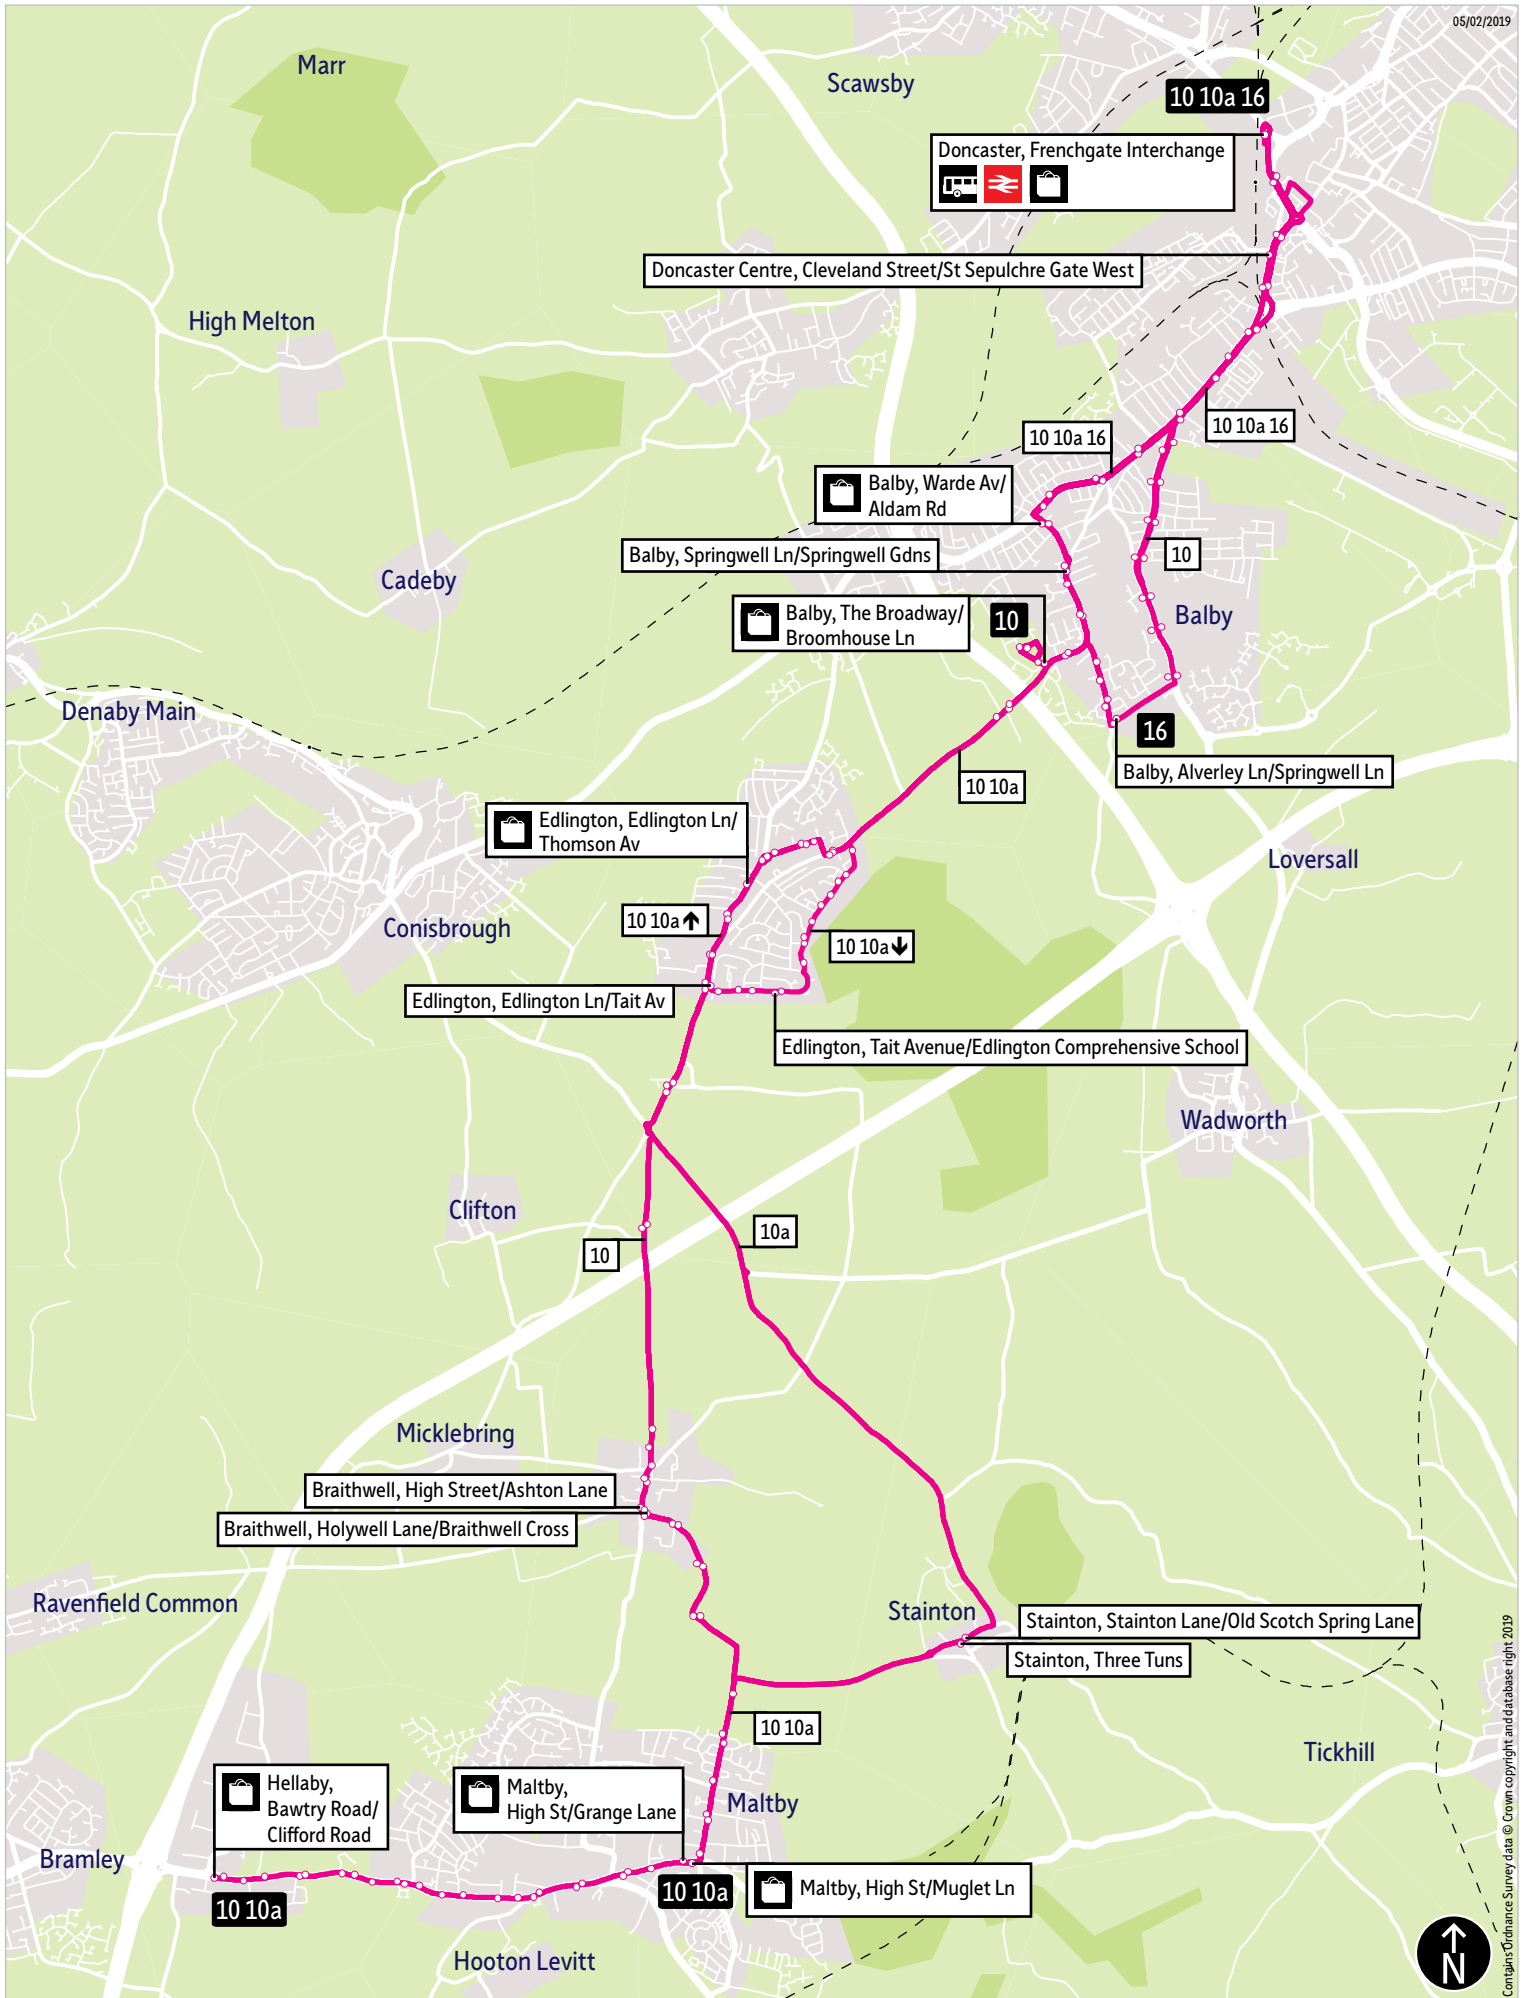 05/02/2019
Marr
Scawsby
10 10a 16
Doncaster, Frenchgate Interchange
Doncaster Centre, Cleveland Street/St Sepulchre Gate West
High Melton
10 10a 16
10 10a 16
Balby, Warde Av/
Aldam Rd
Balby, Springwell Ln/Springwell Gdns
10
Cadeby
Balby, The Broadway/
Broomhouse Ln
10
Balby
Denaby Main
16
Balby, Alverley Ln/Springwell Ln
10 10a
Edlington, Edlington Ln/
Thomson Av
Loversall
Conisbrough
10 10a
10 10a
Edlington, Edlington Ln/Tait Av
Edlington, Tait Avenue/Edlington Comprehensive School
Wadworth
Clifton
10
10a
Micklebring
Braithwell, High Street/Ashton Lane
Braithwell, Holywell Lane/Braithwell Cross
Ravenfield Common
Stainton
Stainton, Stainton Lane/Old Scotch Spring Lane
Stainton, Three Tuns
10 10a
Tickhill
Hellaby,
Bawtry Road/
Clifford Road
Maltby,
High St/Grange Lane
Maltby
Bramley
10 10a
10 10a
Maltby, High St/Muglet Ln
Hooton Levitt
N
Contains Ordnance Survey data © Crown copyright and database right 2019